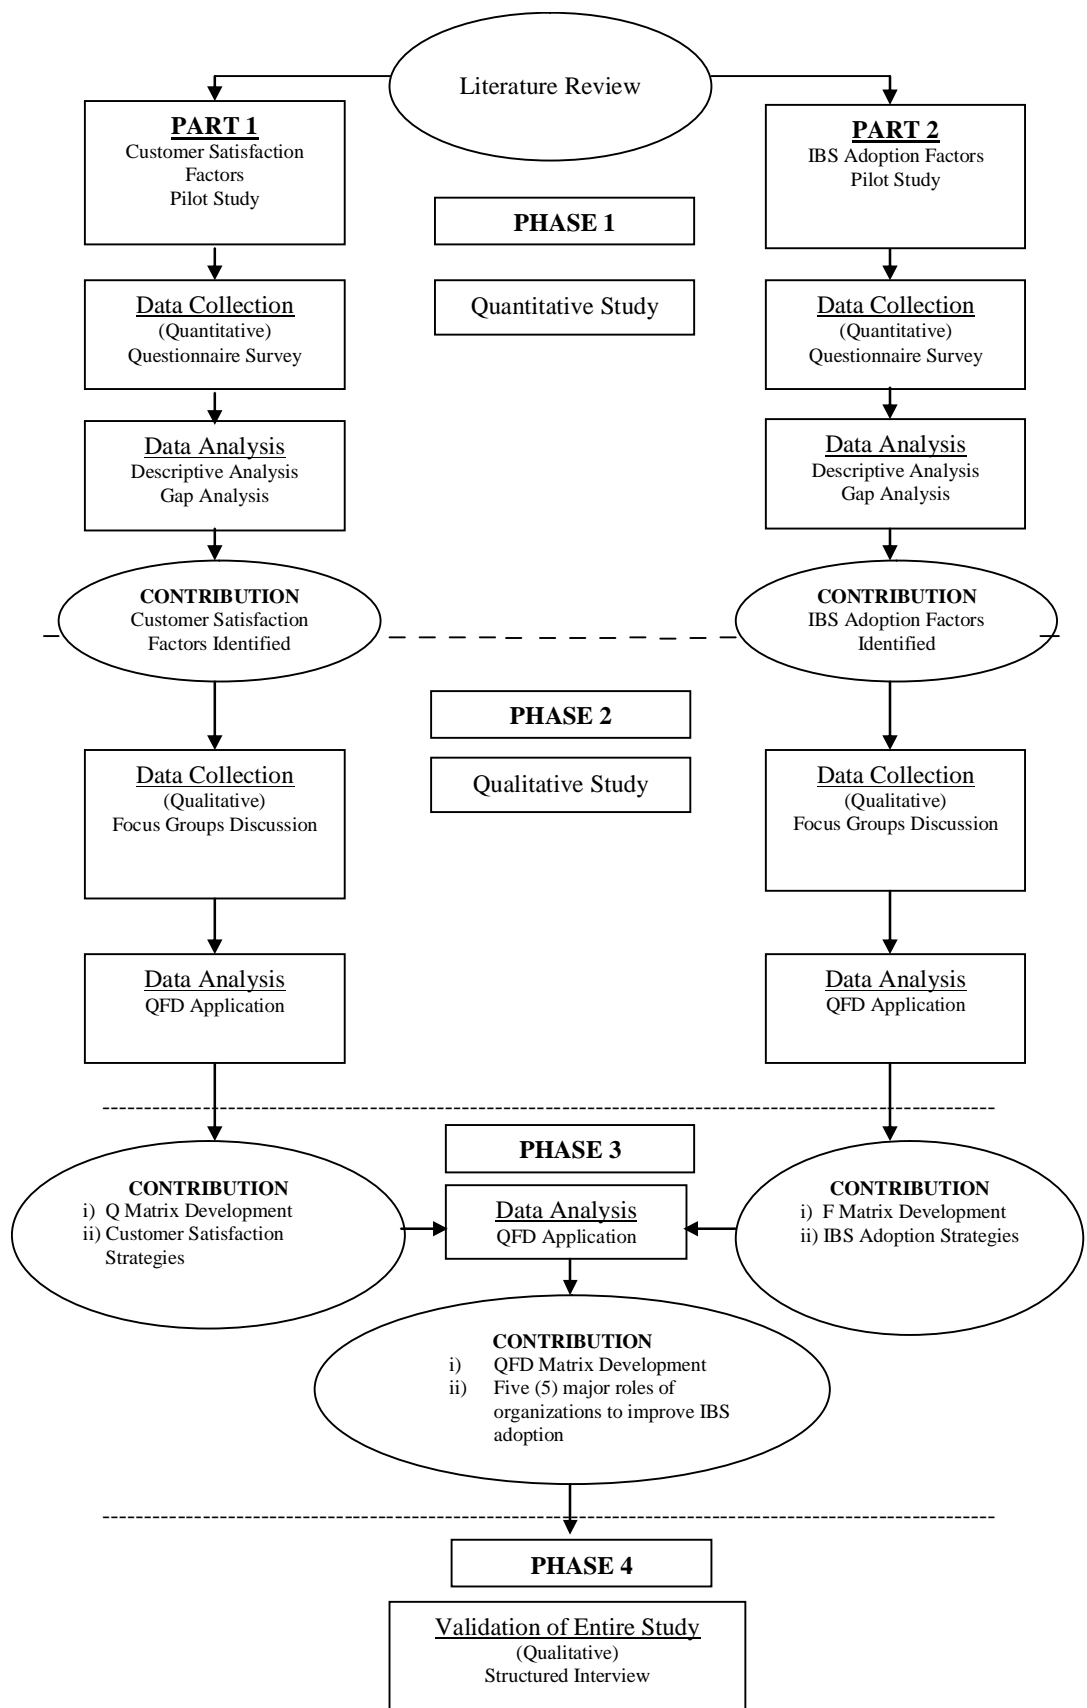 Literature Review
PART 1
Customer Satisfaction
Factors
Pilot Study
PART 2
IBS Adoption Factors
Pilot Study
PHASE 1
Data Collection
(Quantitative)
Questionnaire Survey
Quantitative Study
Data Collection
(Quantitative)
Questionnaire Survey
Data Analysis
Descriptive Analysis
Gap Analysis
Data Analysis
Descriptive Analysis
Gap Analysis
CONTRIBUTION
Customer Satisfaction
Factors Identified
CONTRIBUTION
IBS Adoption Factors
Identified
PHASE 2
Data Collection
(Qualitative)
Focus Groups Discussion
Qualitative Study
Data Collection
(Qualitative)
Focus Groups Discussion
Data Analysis
QFD Application
Data Analysis
QFD Application
PHASE 3
CONTRIBUTION
i) Q Matrix Development
ii) Customer Satisfaction
Strategies
Data Analysis
QFD Application
CONTRIBUTION
i) F Matrix Development
ii) IBS Adoption Strategies
CONTRIBUTION
i) QFD Matrix Development
ii) Five (5) major roles of
organizations to improve IBS
adoption
PHASE 4
Validation of Entire Study
(Qualitative)
Structured Interview